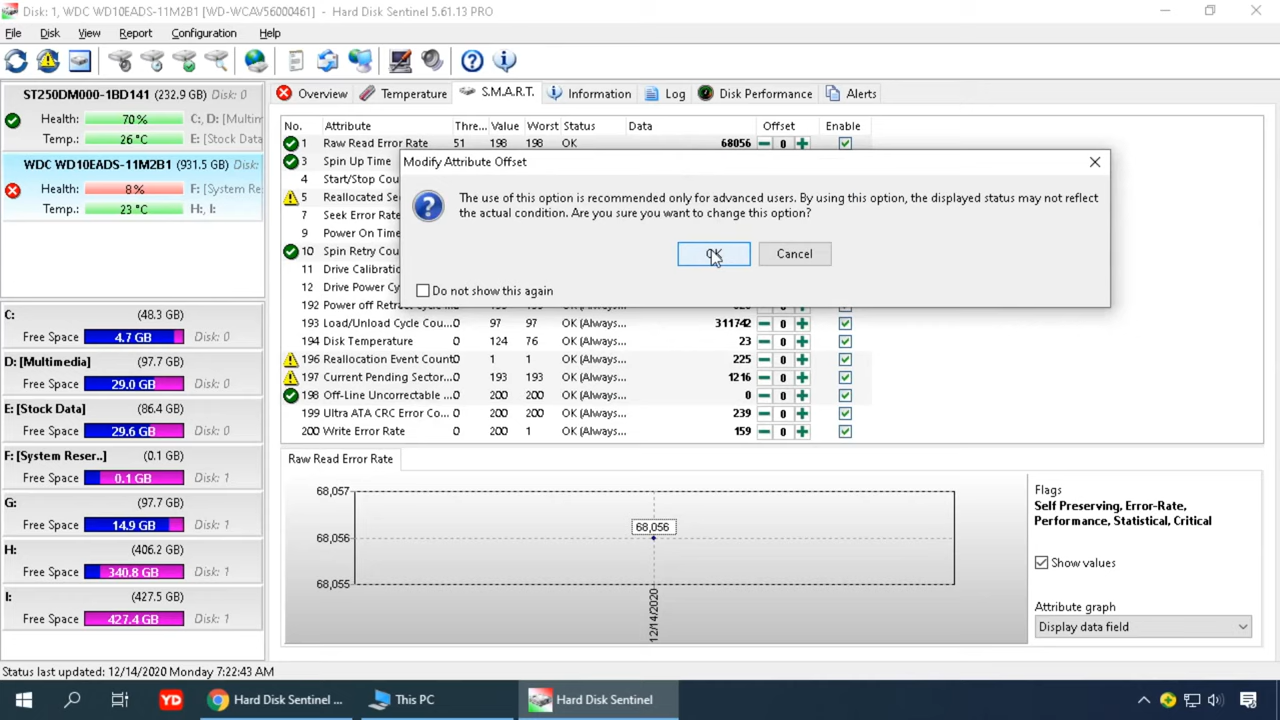 Disk: 1, WDC WD10EADS-11M2B1 [WD-WCAV56000461] - Hard Disk Sentinel 5.61.13 PRO
File Disk View Report Configuration Help
ST250DM000-1BD141 (232.9 GB) Disk: 0
Health: 70 % C:, D: [Multim
Temp.: 26 °C E: [Stock Data
WDC WD10EADS-11M2B1 (931.5 GB) Disk:
Health: 8 % F: [System Re
Temp.: 23 °C H:, I:
C: (48.3 GB)
Free Space 4.7 GB Disk: 0
D: [Multimedia] (97.7 GB)
Free Space 29.0 GB Disk: 0
E: [Stock Data] (86.4 GB)
Free Space 29.6 GB Disk: 0
F: [System Reser..] (0.1 GB)
Free Space 0.1 GB Disk: 1
G: (97.7 GB)
Free Space 14.9 GB Disk: 1
H: (406.2 GB)
Free Space 340.8 GB Disk: 1
I: (427.5 GB)
Free Space 427.4 GB Disk: 1
Overview Temperature S.M.A.R.T. Information Log Disk Performance Alerts
No. Attribute Thre... Value Worst Status Data Offset Enable
1 Raw Read Error Rate 51 198 198 OK 68056 0
3 Spin Up Time
4 Start/Stop Cou
5 Reallocated Se
7 Seek Error Rate
9 Power On Time
10 Spin Retry Cou
11 Drive Calibratio
12 Drive Power Cy
192 Power off Retract
193 Load/Unload Cycle Cou... 0 97 97 OK (Always... 311742 0
194 Disk Temperature 0 124 76 OK (Always... 23 0
196 Reallocation Event Count 0 1 1 OK (Always... 225 0
197 Current Pending Sector... 0 193 193 OK (Always... 1216 0
198 Off-Line Uncorrectable ... 0 200 200 OK (Always... 0 0
199 Ultra ATA CRC Error Co... 0 200 200 OK (Always... 239 0
200 Write Error Rate 0 200 1 OK (Always... 159 0
Modify Attribute Offset
The use of this option is recommended only for advanced users. By using this option, the displayed status may not reflect
the actual condition. Are you sure you want to change this option?
OK Cancel
Do not show this again
Raw Read Error Rate
68,057
68,056
68,056
68,055
12/14/2020
Flags
Self Preserving, Error-Rate,
Performance, Statistical, Critical
Show values
Attribute graph
Display data field
Status last updated: 12/14/2020 Monday 7:22:43 AM
YD Hard Disk Sentinel ... This PC Hard Disk Sentinel